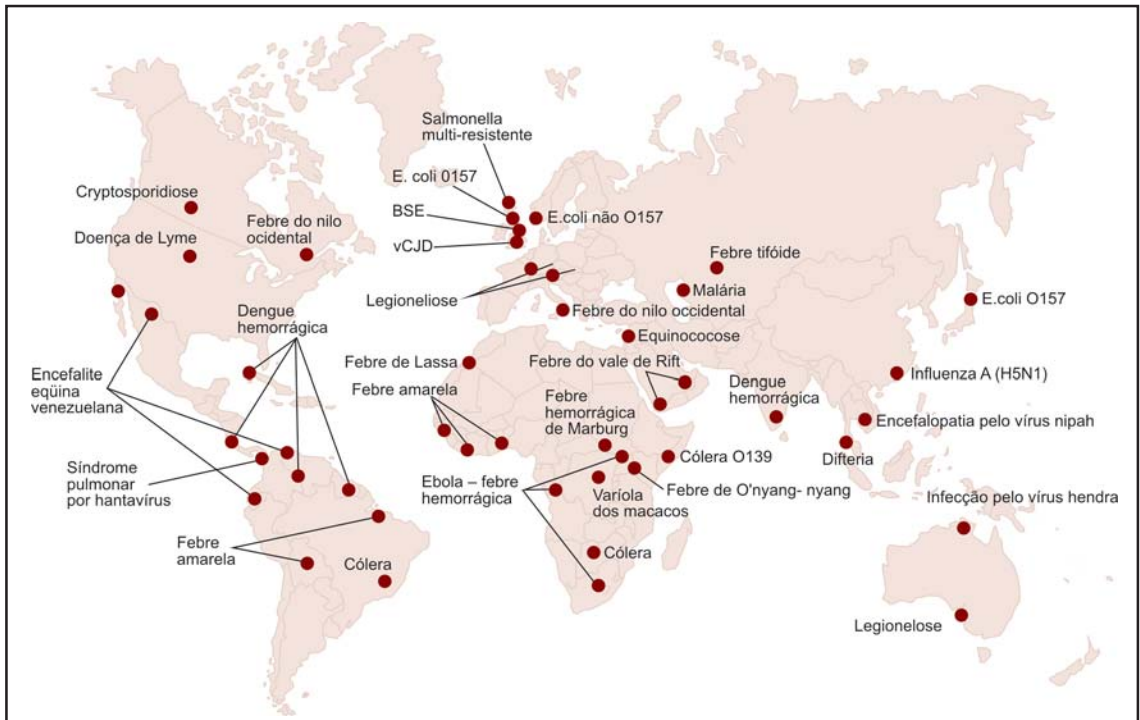 Salmonella
multi-resistente
E. coli 0157
BSE
vCJD
E.coli não O157
Cryptosporidiose
Febre do nilo
ocidental
Doença de Lyme
Febre tifóide
Malária
E.coli O157
Legioneliose
Febre do nilo occidental
Equinococose
Dengue
hemorrágica
Encefalite
eqüina
venezuelana
Febre de Lassa
Febre amarela
Febre do vale de Rift
Febre
hemorrágica
de Marburg
Dengue
hemorrágica
Influenza A (H5N1)
Encefalopatia pelo vírus nipah
Difteria
Síndrome
pulmonar
por hantavírus
Ebola – febre
hemorrágica
Cólera O139
Febre de O'nyang- nyang
Varíola
dos macacos
Infecção pelo vírus hendra
Febre
amarela
Cólera
Cólera
Legionelose